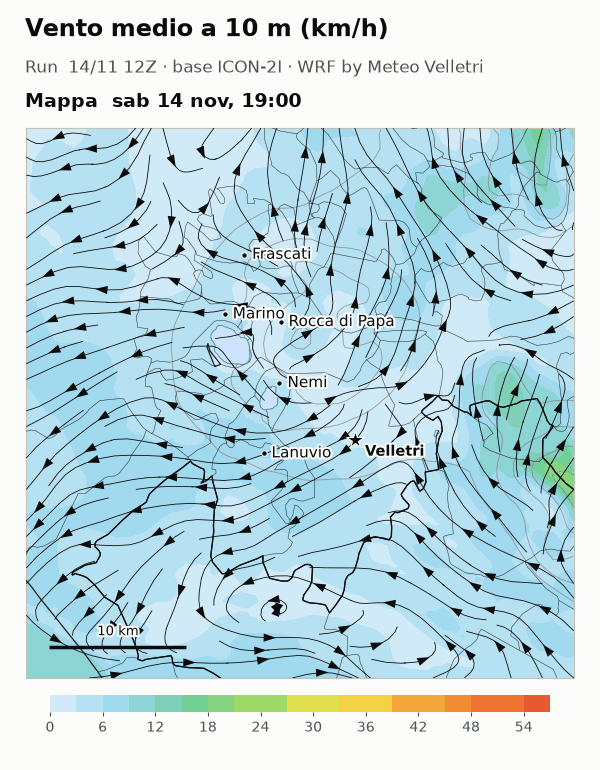 Vento medio a 10 m (km/h)
Run 14/11 12Z · base ICON-2I · WRF by Meteo Velletri
Mappa sab 14 nov, 19:00
Frascati
Marino
Rocca di Papa
Nemi
Lanuvio
Velletri
10 km
0 6 12 18 24 30 36 42 48 54